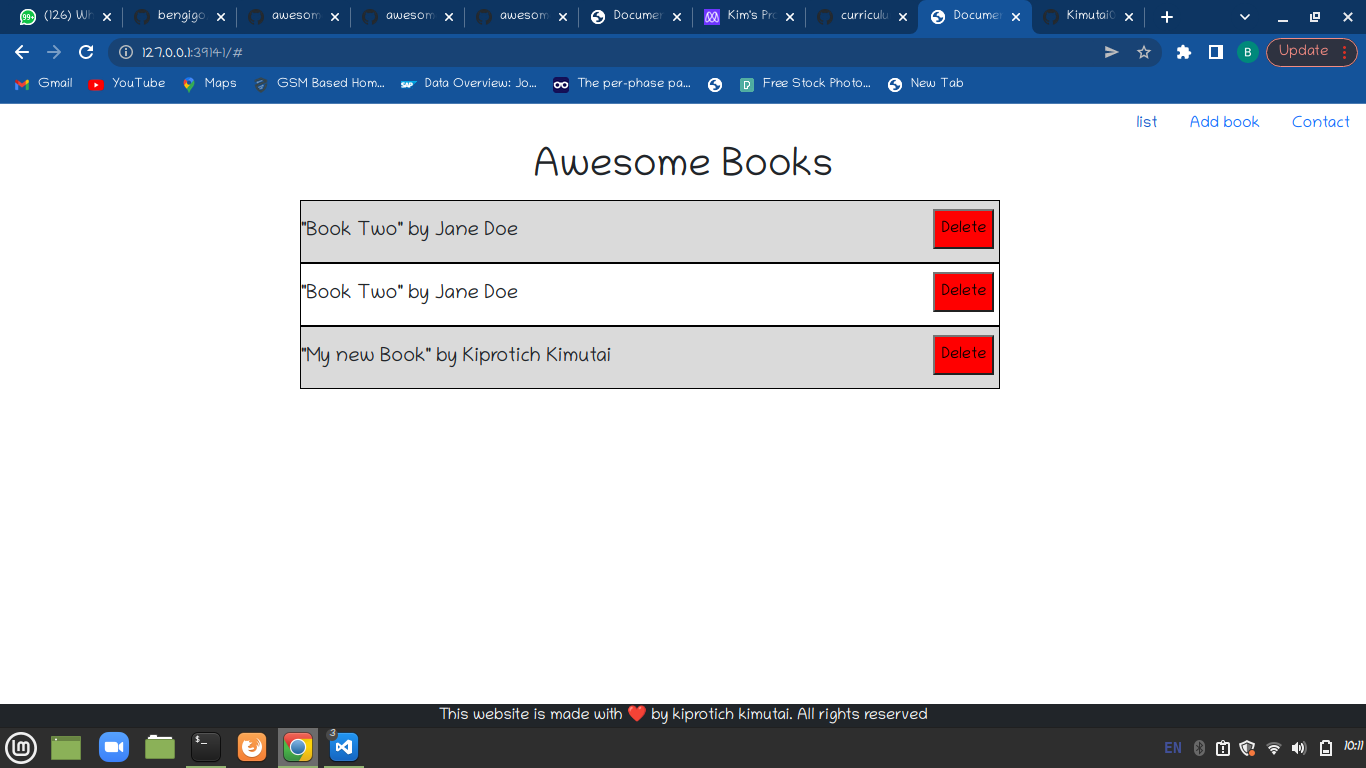 (126) Wh
bengigo
awesom
awesom
awesom
Documen
Kim's Pro
curriculu
Documen
Kimutai0
127.0.0.1:39141/#
B
Update
Gmail
YouTube
Maps
GSM Based Hom...
Data Overview: Jo...
The per-phase pa...
Free Stock Photo...
New Tab
list Add book Contact
Awesome Books
"Book Two" by Jane Doe Delete
"Book Two" by Jane Doe Delete
"My new Book" by Kiprotich Kimutai Delete
This website is made with ❤️ by kiprotich kimutai. All rights reserved
3
EN
10:11